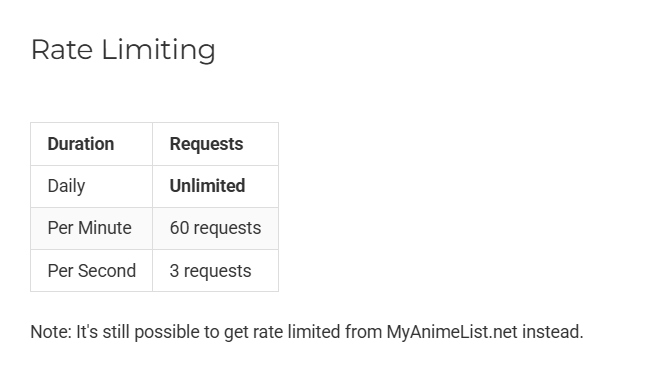 Rate Limiting
Duration Requests
Daily Unlimited
Per Minute 60 requests
Per Second 3 requests
Note: It's still possible to get rate limited from MyAnimeList.net instead.